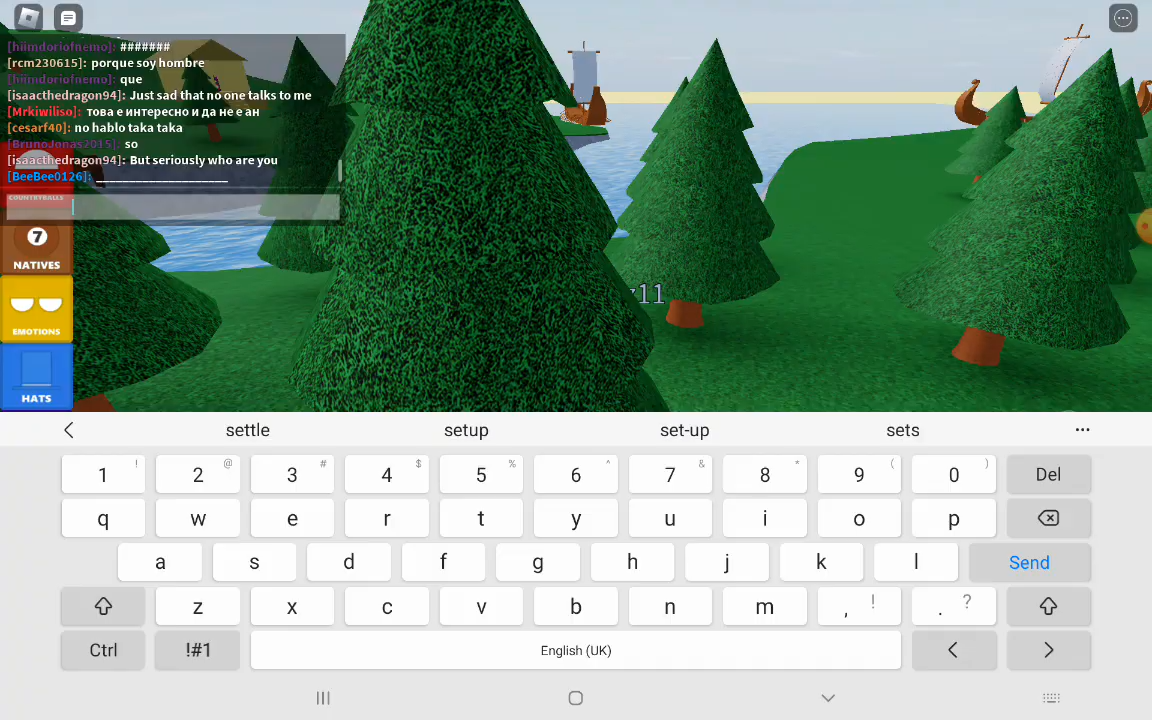 [hiimdoriofnemo]: #######
[rcm230615]: porque soy hombre
[hiimdoriofnemo]: que
[isaacthedragon94]: Just sad that no one talks to me
[Mrkiwiliso]: това е интересно и да не е ан
[cesarf40]: no hablo taka taka
[BrunoJonas2015]: so
[isaacthedragon94]: But seriously who are you
[BeeBee0126]: ____________________
COUNTRYBALLS
7
NATIVES
EMOTIONS
HATS
z11
settle setup set-up sets
1 ! 2 @ 3 # 4 $ 5 % 6 ^ 7 & 8 * 9 ( 0 ) Del
q w e r t y u i o p
a s d f g h j k l Send
z x c v b n m , ! . ?
Ctrl !#1 English (UK) < >